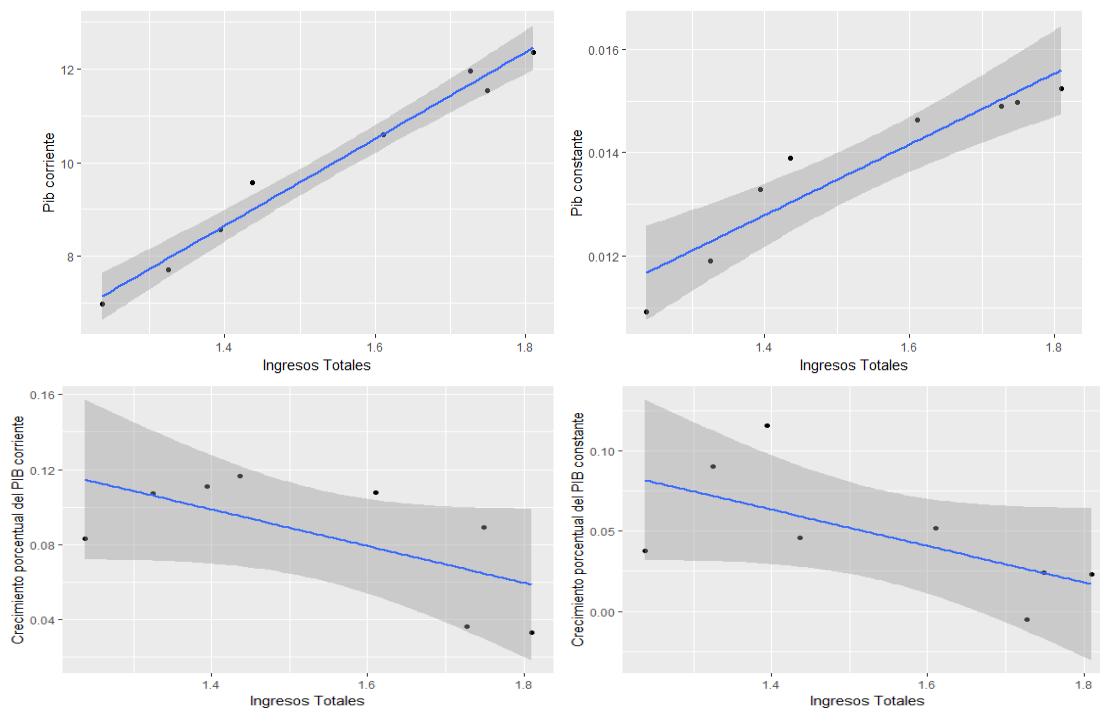 Pib corriente
12
10
8
1.4 1.6 1.8
Ingresos Totales
Pib constante
0.016
0.014
0.012
1.4 1.6 1.8
Ingresos Totales
Crecimiento porcentual del PIB corriente
0.16
0.12
0.08
0.04
1.4 1.6 1.8
Ingresos Totales
Crecimiento porcentual del PIB constante
0.10
0.05
0.00
1.4 1.6 1.8
Ingresos Totales